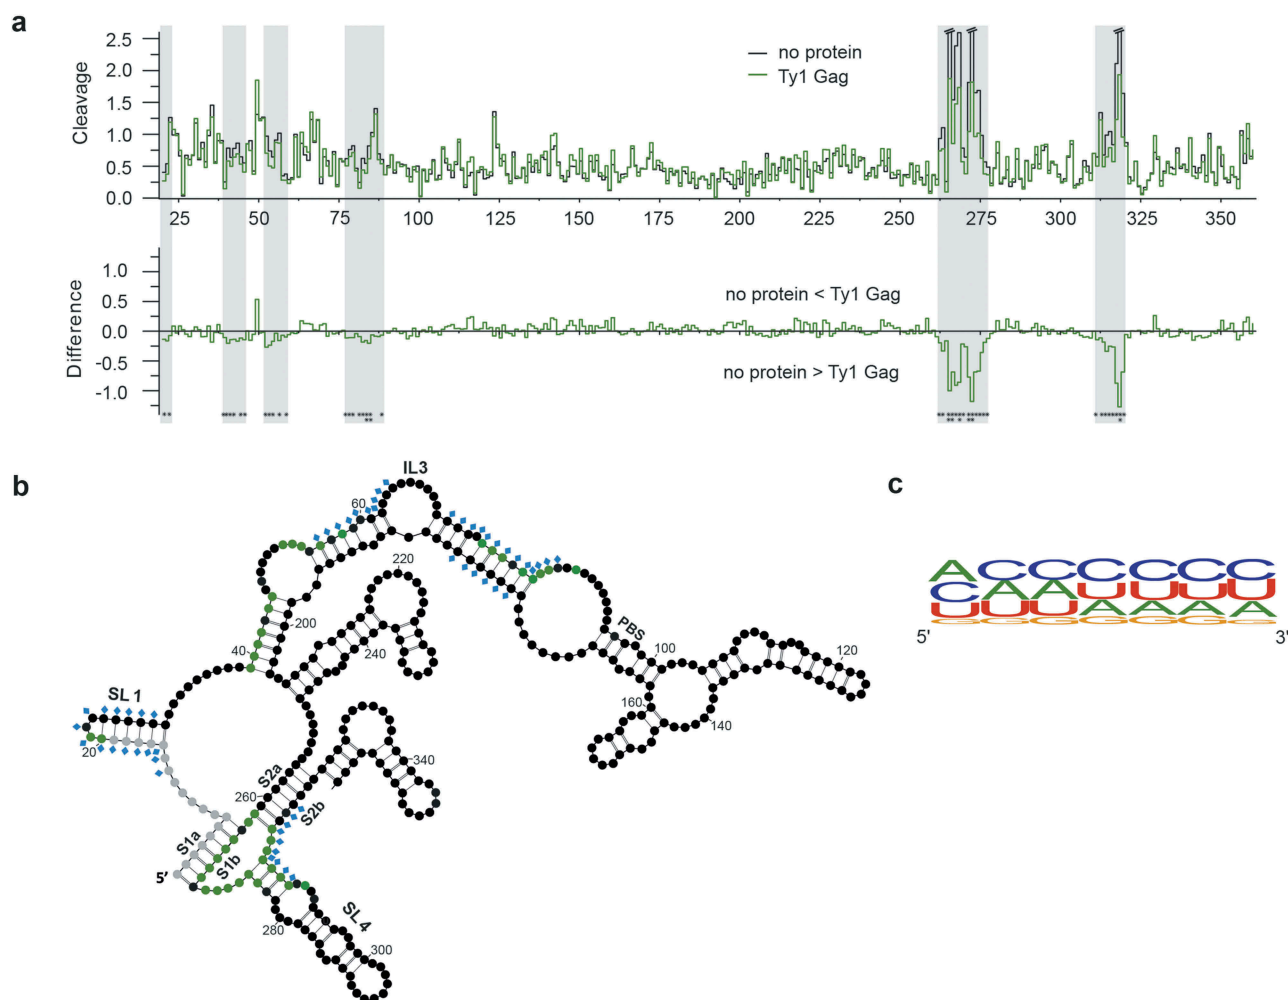 a
Cleavage
2.5
2.0
1.5
1.0
0.5
0.0
no protein
Ty1 Gag
25 50 75 100 125 150 175 200 225 250 275 300 325 350
Difference
1.0
0.5
0.0
-0.5
-1.0
no protein < Ty1 Gag
no protein > Ty1 Gag
b
IL3
60
220
200
40
240
SL 1
20
PBS
100
120
160
140
S2a
260
S2b
340
S1a
S1b
5'
SL4
280
300
c
A C C C C C C
C A A U U U U
U U U A A A A
G G G G G G G
5' 3'